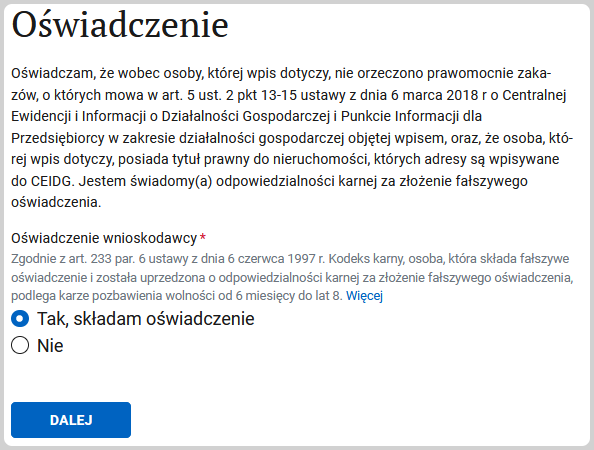 Oświadczenie
Oświadczam, że wobec osoby, której wpis dotyczy, nie orzeczono prawomocnie zaka-
zów, o których mowa w art. 5 ust. 2 pkt 13-15 ustawy z dnia 6 marca 2018 r o Centralnej
Ewidencji i Informacji o Działalności Gospodarczej i Punkcie Informacji dla
Przedsiębiorcy w zakresie działalności gospodarczej objętej wpisem, oraz, że osoba, któ-
rej wpis dotyczy, posiada tytuł prawny do nieruchomości, których adresy są wpisywane
do CEIDG. Jestem świadomy(a) odpowiedzialności karnej za złożenie fałszywego
oświadczenia.
Oświadczenie wnioskodawcy *
Zgodnie z art. 233 par. 6 ustawy z dnia 6 czerwca 1997 r. Kodeks karny, osoba, która składa fałszywe
oświadczenie i została uprzedzona o odpowiedzialności karnej za złożenie fałszywego oświadczenia,
podlega karze pozbawienia wolności od 6 miesięcy do lat 8. Więcej
Tak, składam oświadczenie
Nie
DALEJ